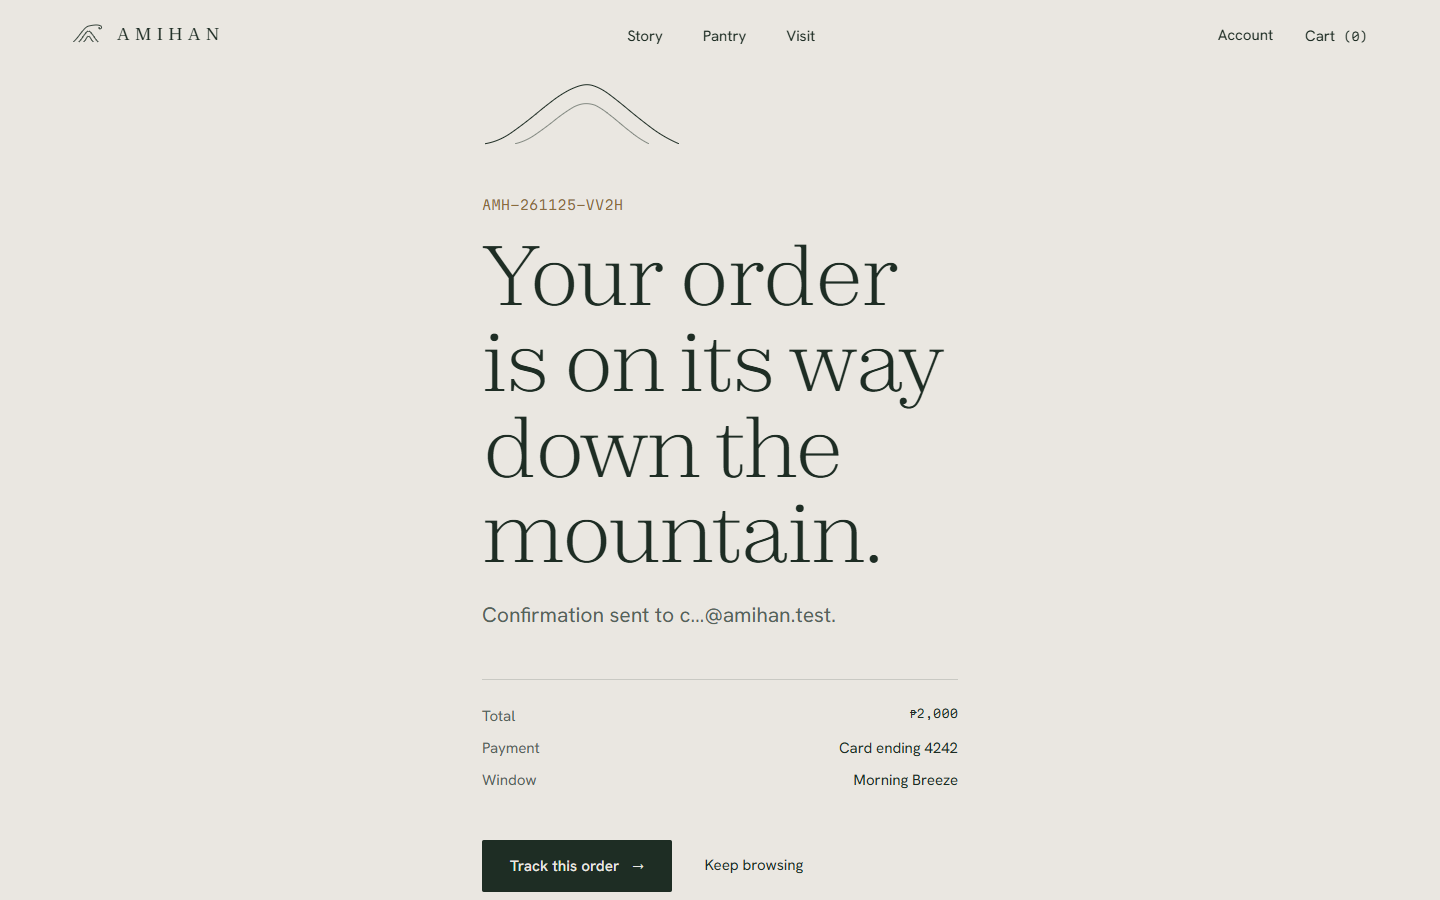 AMIHAN
Story
Pantry
Visit
Account
Cart (0)
AMH-261125-VV2H
Your order
is on its way
down the
mountain.
Confirmation sent to c...@amihan.test.
Total
₱2,000
Payment
Card ending 4242
Window
Morning Breeze
Track this order →
Keep browsing